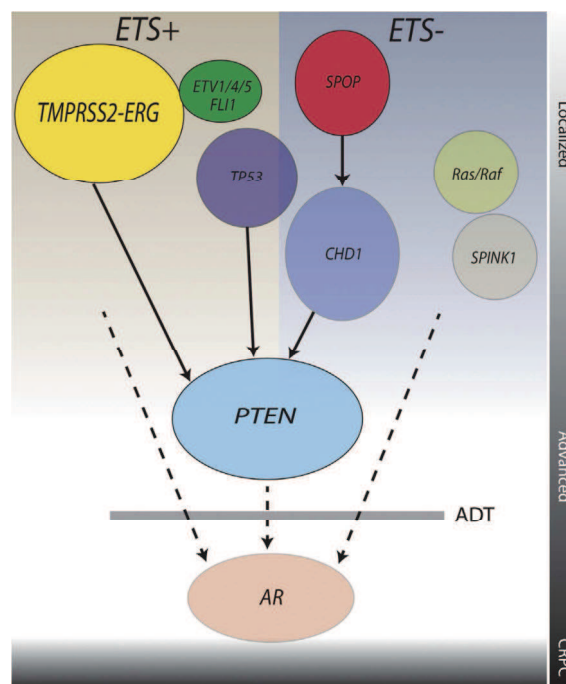 ETS+
ETS-
TMPRSS2-ERG
ETV1/4/5
FLI1
SPOP
TP53
Ras/Raf
CHD1
SPINK1
PTEN
ADT
AR
Localized
Advanced
CRPC